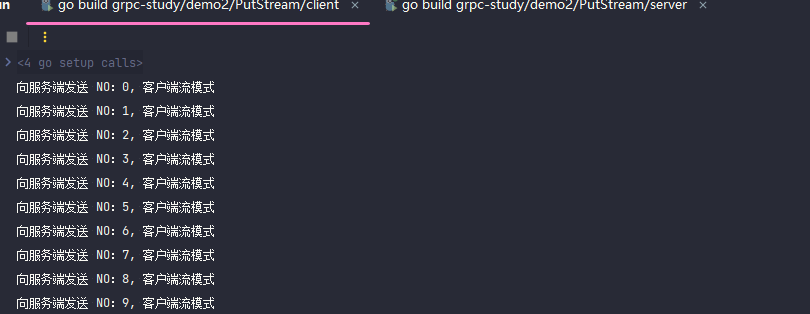 un go build grpc-study/demo2/PutStream/client × go build grpc-study/demo2/PutStream/server ×
<4 go setup calls>
向服务端发送 NO: 0, 客户端流模式
向服务端发送 NO: 1, 客户端流模式
向服务端发送 NO: 2, 客户端流模式
向服务端发送 NO: 3, 客户端流模式
向服务端发送 NO: 4, 客户端流模式
向服务端发送 NO: 5, 客户端流模式
向服务端发送 NO: 6, 客户端流模式
向服务端发送 NO: 7, 客户端流模式
向服务端发送 NO: 8, 客户端流模式
向服务端发送 NO: 9, 客户端流模式